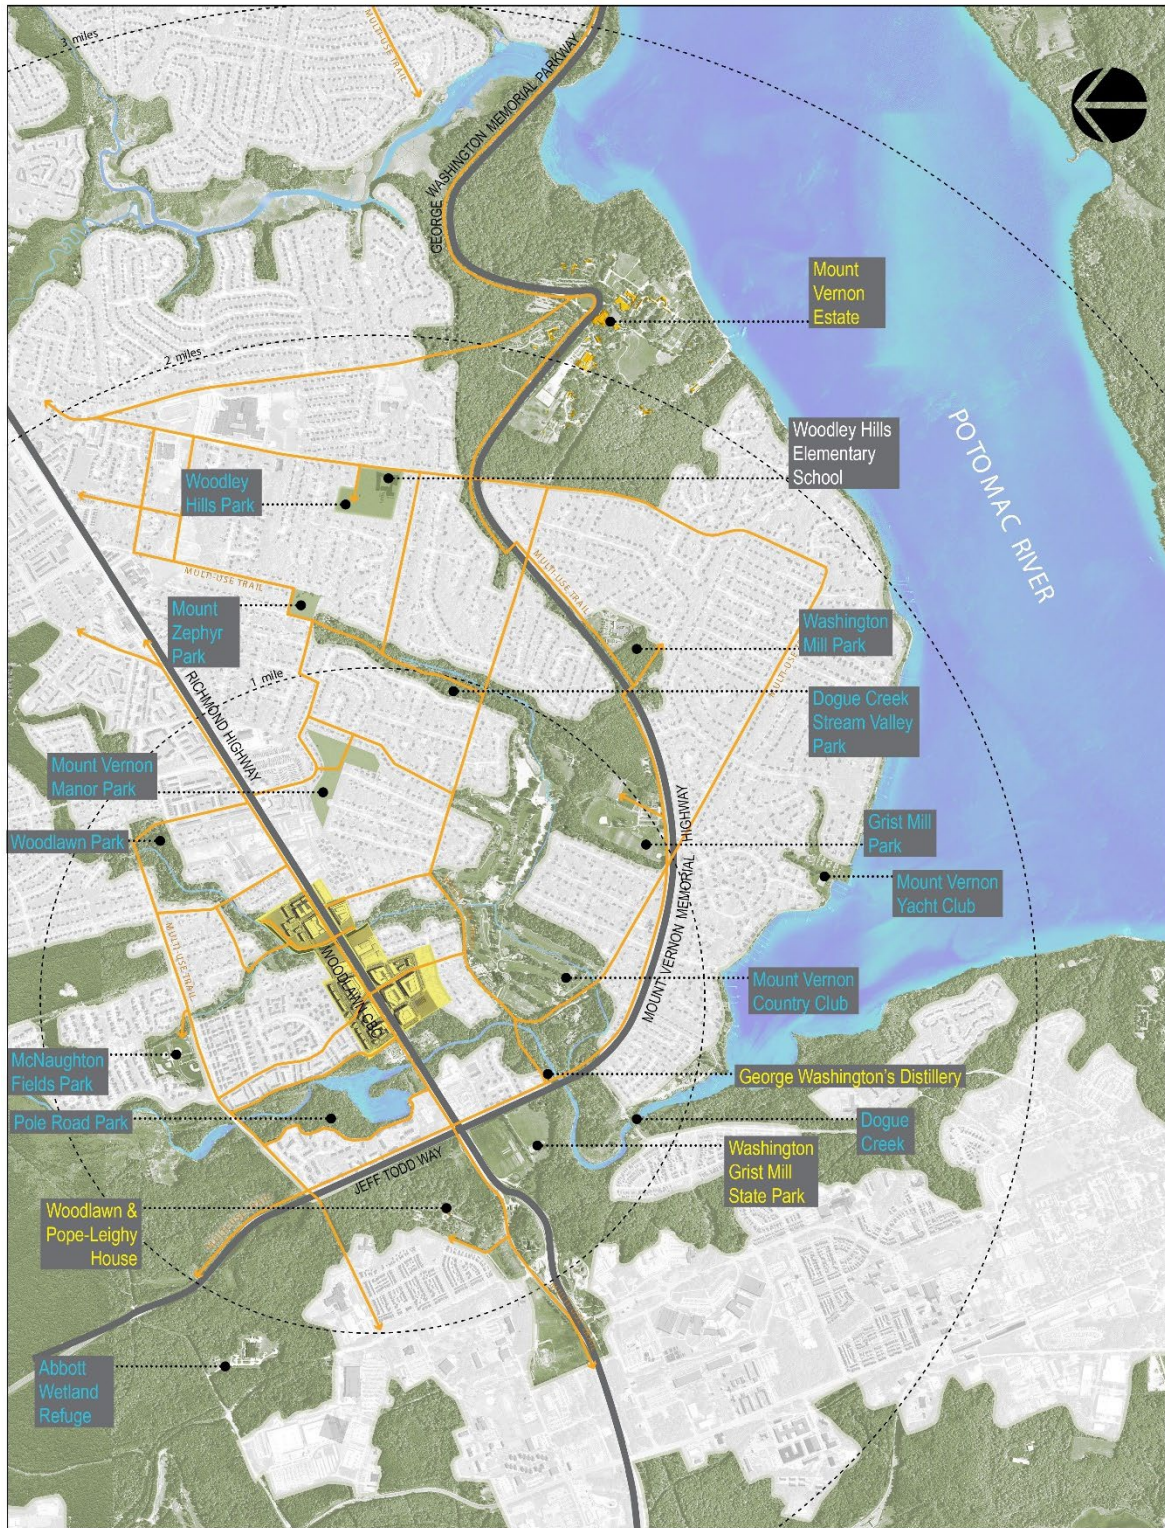 3 miles
MULTI-USE TRAIL
GEORGE WASHINGTON MEMORIAL PARKWAY
Mount
Vernon
Estate
2 miles
POTOMAC RIVER
Woodley Hills
Elementary
School
Woodley
Hills Park
MULTI-USE TRAIL
MULTI-USE TRAIL
Mount
Zephyr
Park
Washington
Mill Park
MULTI-USE
1 mile
RICHMOND HIGHWAY
Dogue Creek
Stream Valley
Park
Mount Vernon
Manor Park
Woodlawn Park
Grist Mill
Park
Mount Vernon
Yacht Club
MOUNT VERNON MEMORIAL HIGHWAY
MULTI-USE TRAIL
WOODLAWN CBC
Mount Vernon
Country Club
McNaughton
Fields Park
George Washington's Distillery
Pole Road Park
Dogue
Creek
Washington
Grist Mill
State Park
JEFF TODD WAY
Woodlawn &
Pope-Leighy
House
Abbott
Wetland
Refuge